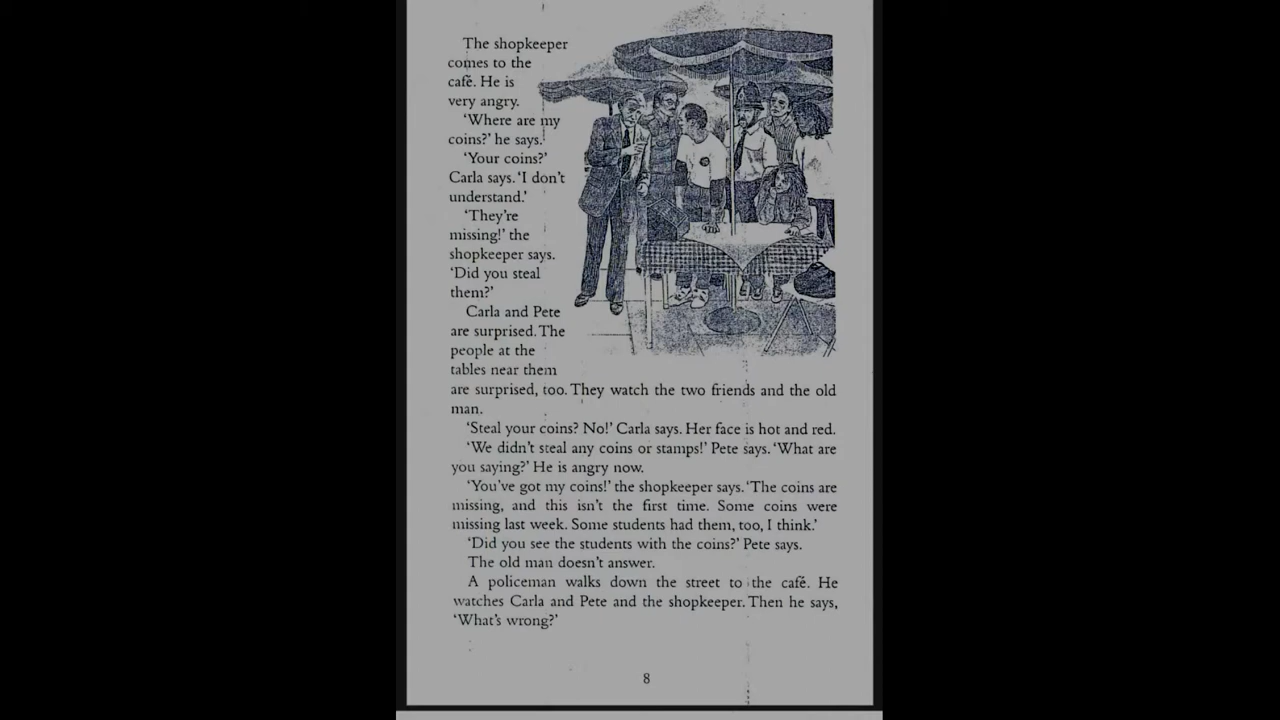 The shopkeeper
comes to the
café. He is
very angry.
‘Where are my
coins?’ he says.
‘Your coins?’
Carla says. ‘I don’t
understand.’
‘They’re
missing!’ the
shopkeeper says.
‘Did you steal
them?’
Carla and Pete
are surprised. The
people at the
tables near them
are surprised, too. They watch the two friends and the old
man.
‘Steal your coins? No!’ Carla says. Her face is hot and red.
‘We didn’t steal any coins or stamps!’ Pete says. ‘What are
you saying?’ He is angry now.
‘You’ve got my coins!’ the shopkeeper says. ‘The coins are
missing, and this isn’t the first time. Some coins were
missing last week. Some students had them, too, I think.’
‘Did you see the students with the coins?’ Pete says.
The old man doesn’t answer.
A policeman walks down the street to the café. He
watches Carla and Pete and the shopkeeper. Then he says,
‘What’s wrong?’
8